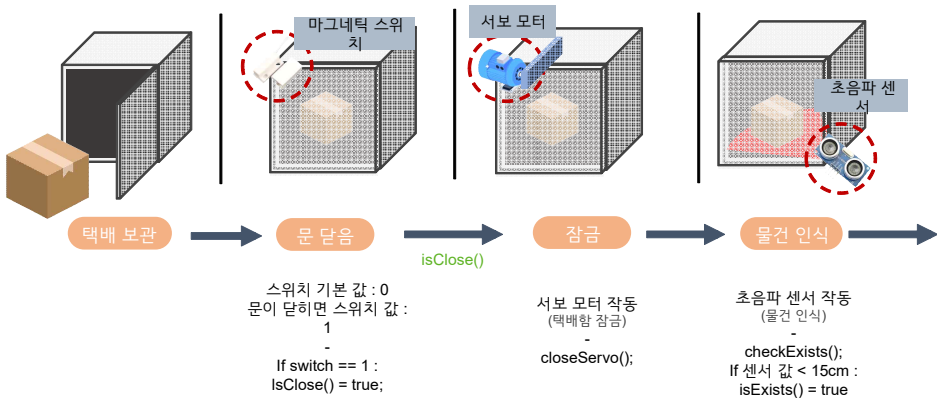 마그네틱 스위
치
서보 모터
초음파 센
서
택배 보관
문 닫음
잠금
물건 인식
isClose()
스위치 기본 값 : 0
문이 닫히면 스위치 값 :
1
-
If switch == 1 :
IsClose() = true;
서보 모터 작동
(택배함 잠금)
-
closeServo();
초음파 센서 작동
(물건 인식)
-
checkExists();
If 센서 값 < 15cm :
isExists() = true